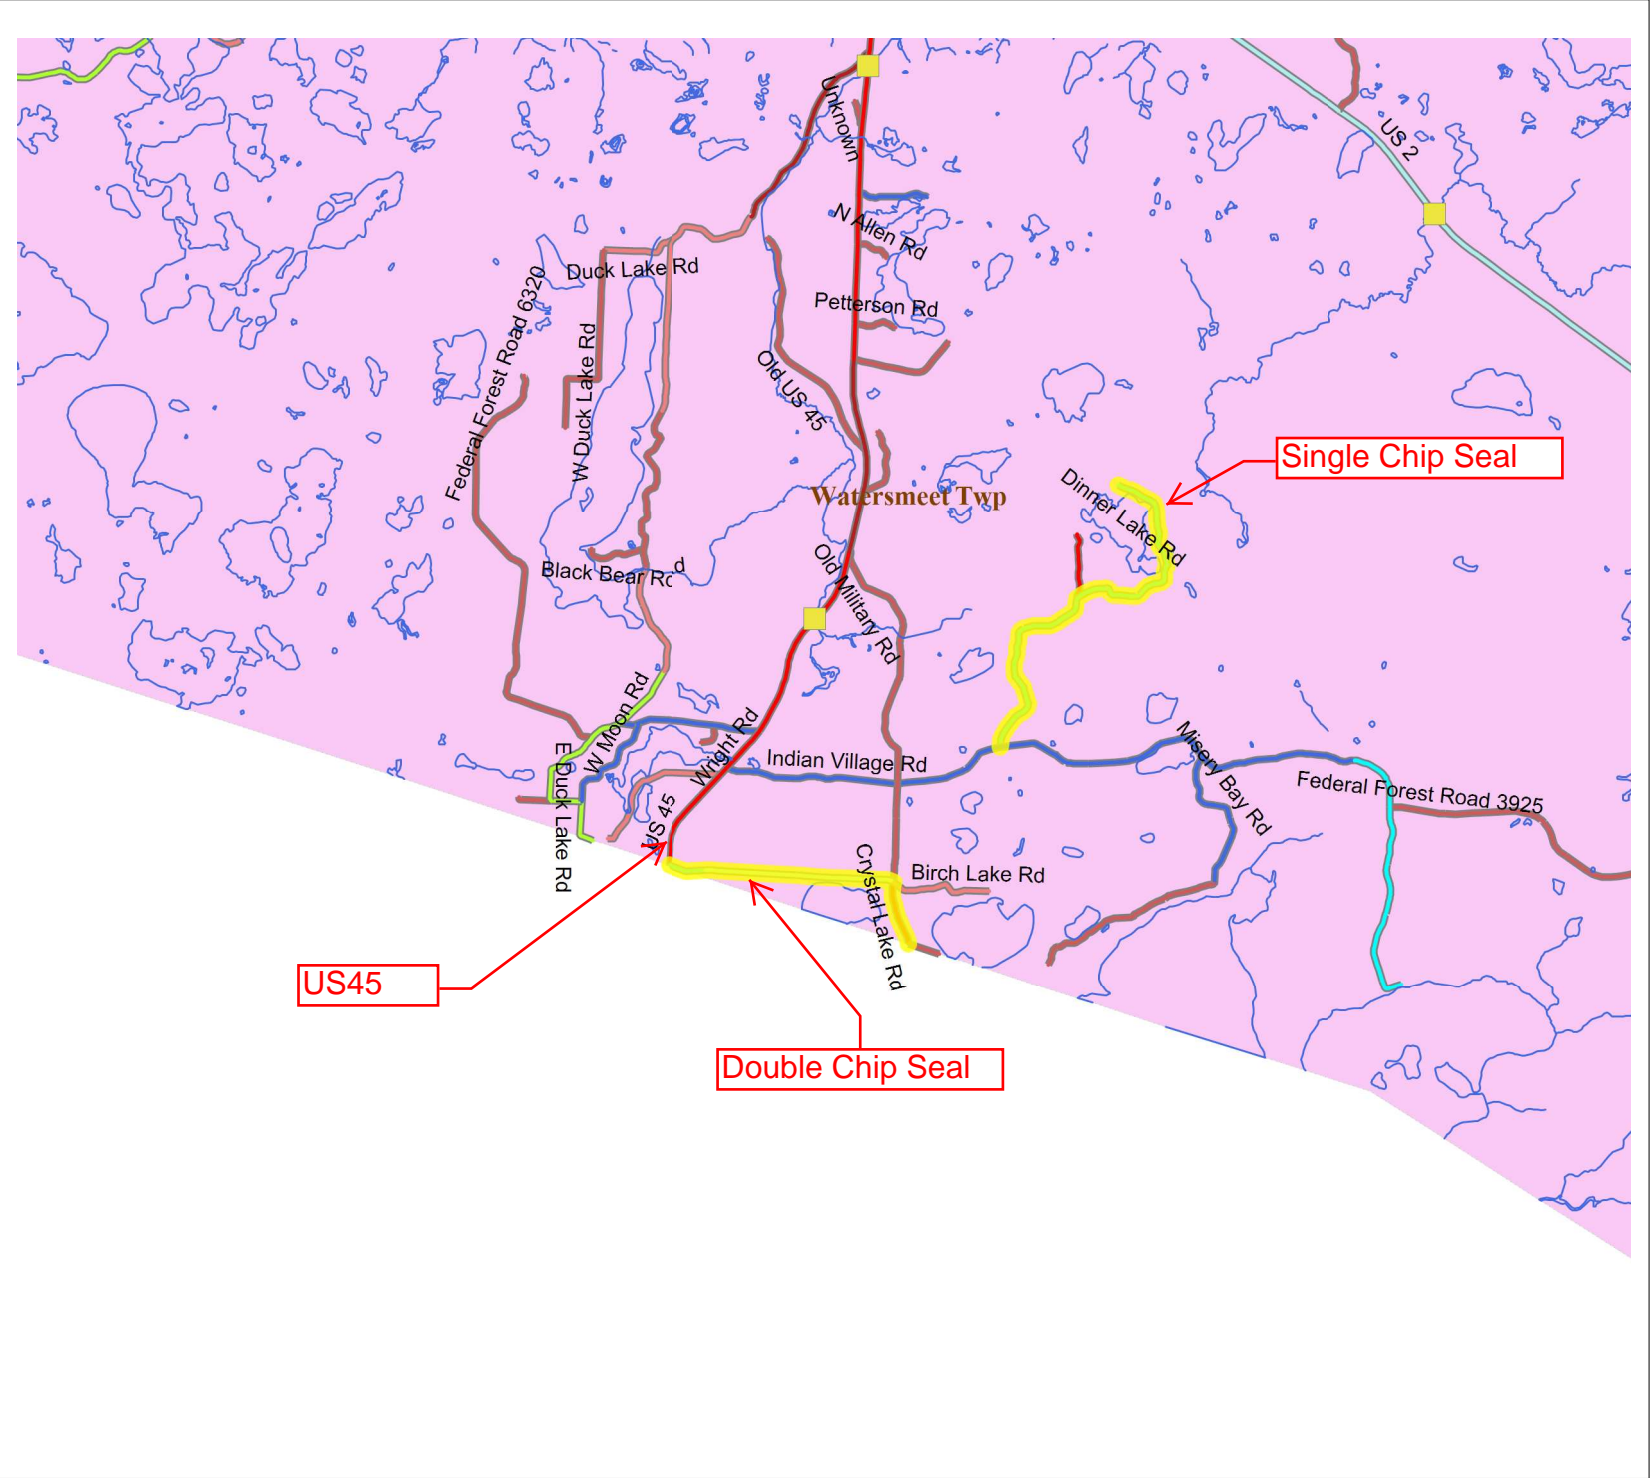 Unknown
US 2
N Allen Rd
Duck Lake Rd
Federal Forest Road 6320
Petterson Rd
W Duck Lake Rd
Old US 45
Single Chip Seal
Dinner Lake Rd
Watersmeet Twp
Black Bear Rd
d
Old Military Rd
W Moon Rd
Wright Rd
Indian Village Rd
Misery Bay Rd
E Duck Lake Rd
Federal Forest Road 3925
US 45
Crystal Lake Rd
Birch Lake Rd
US45
Double Chip Seal